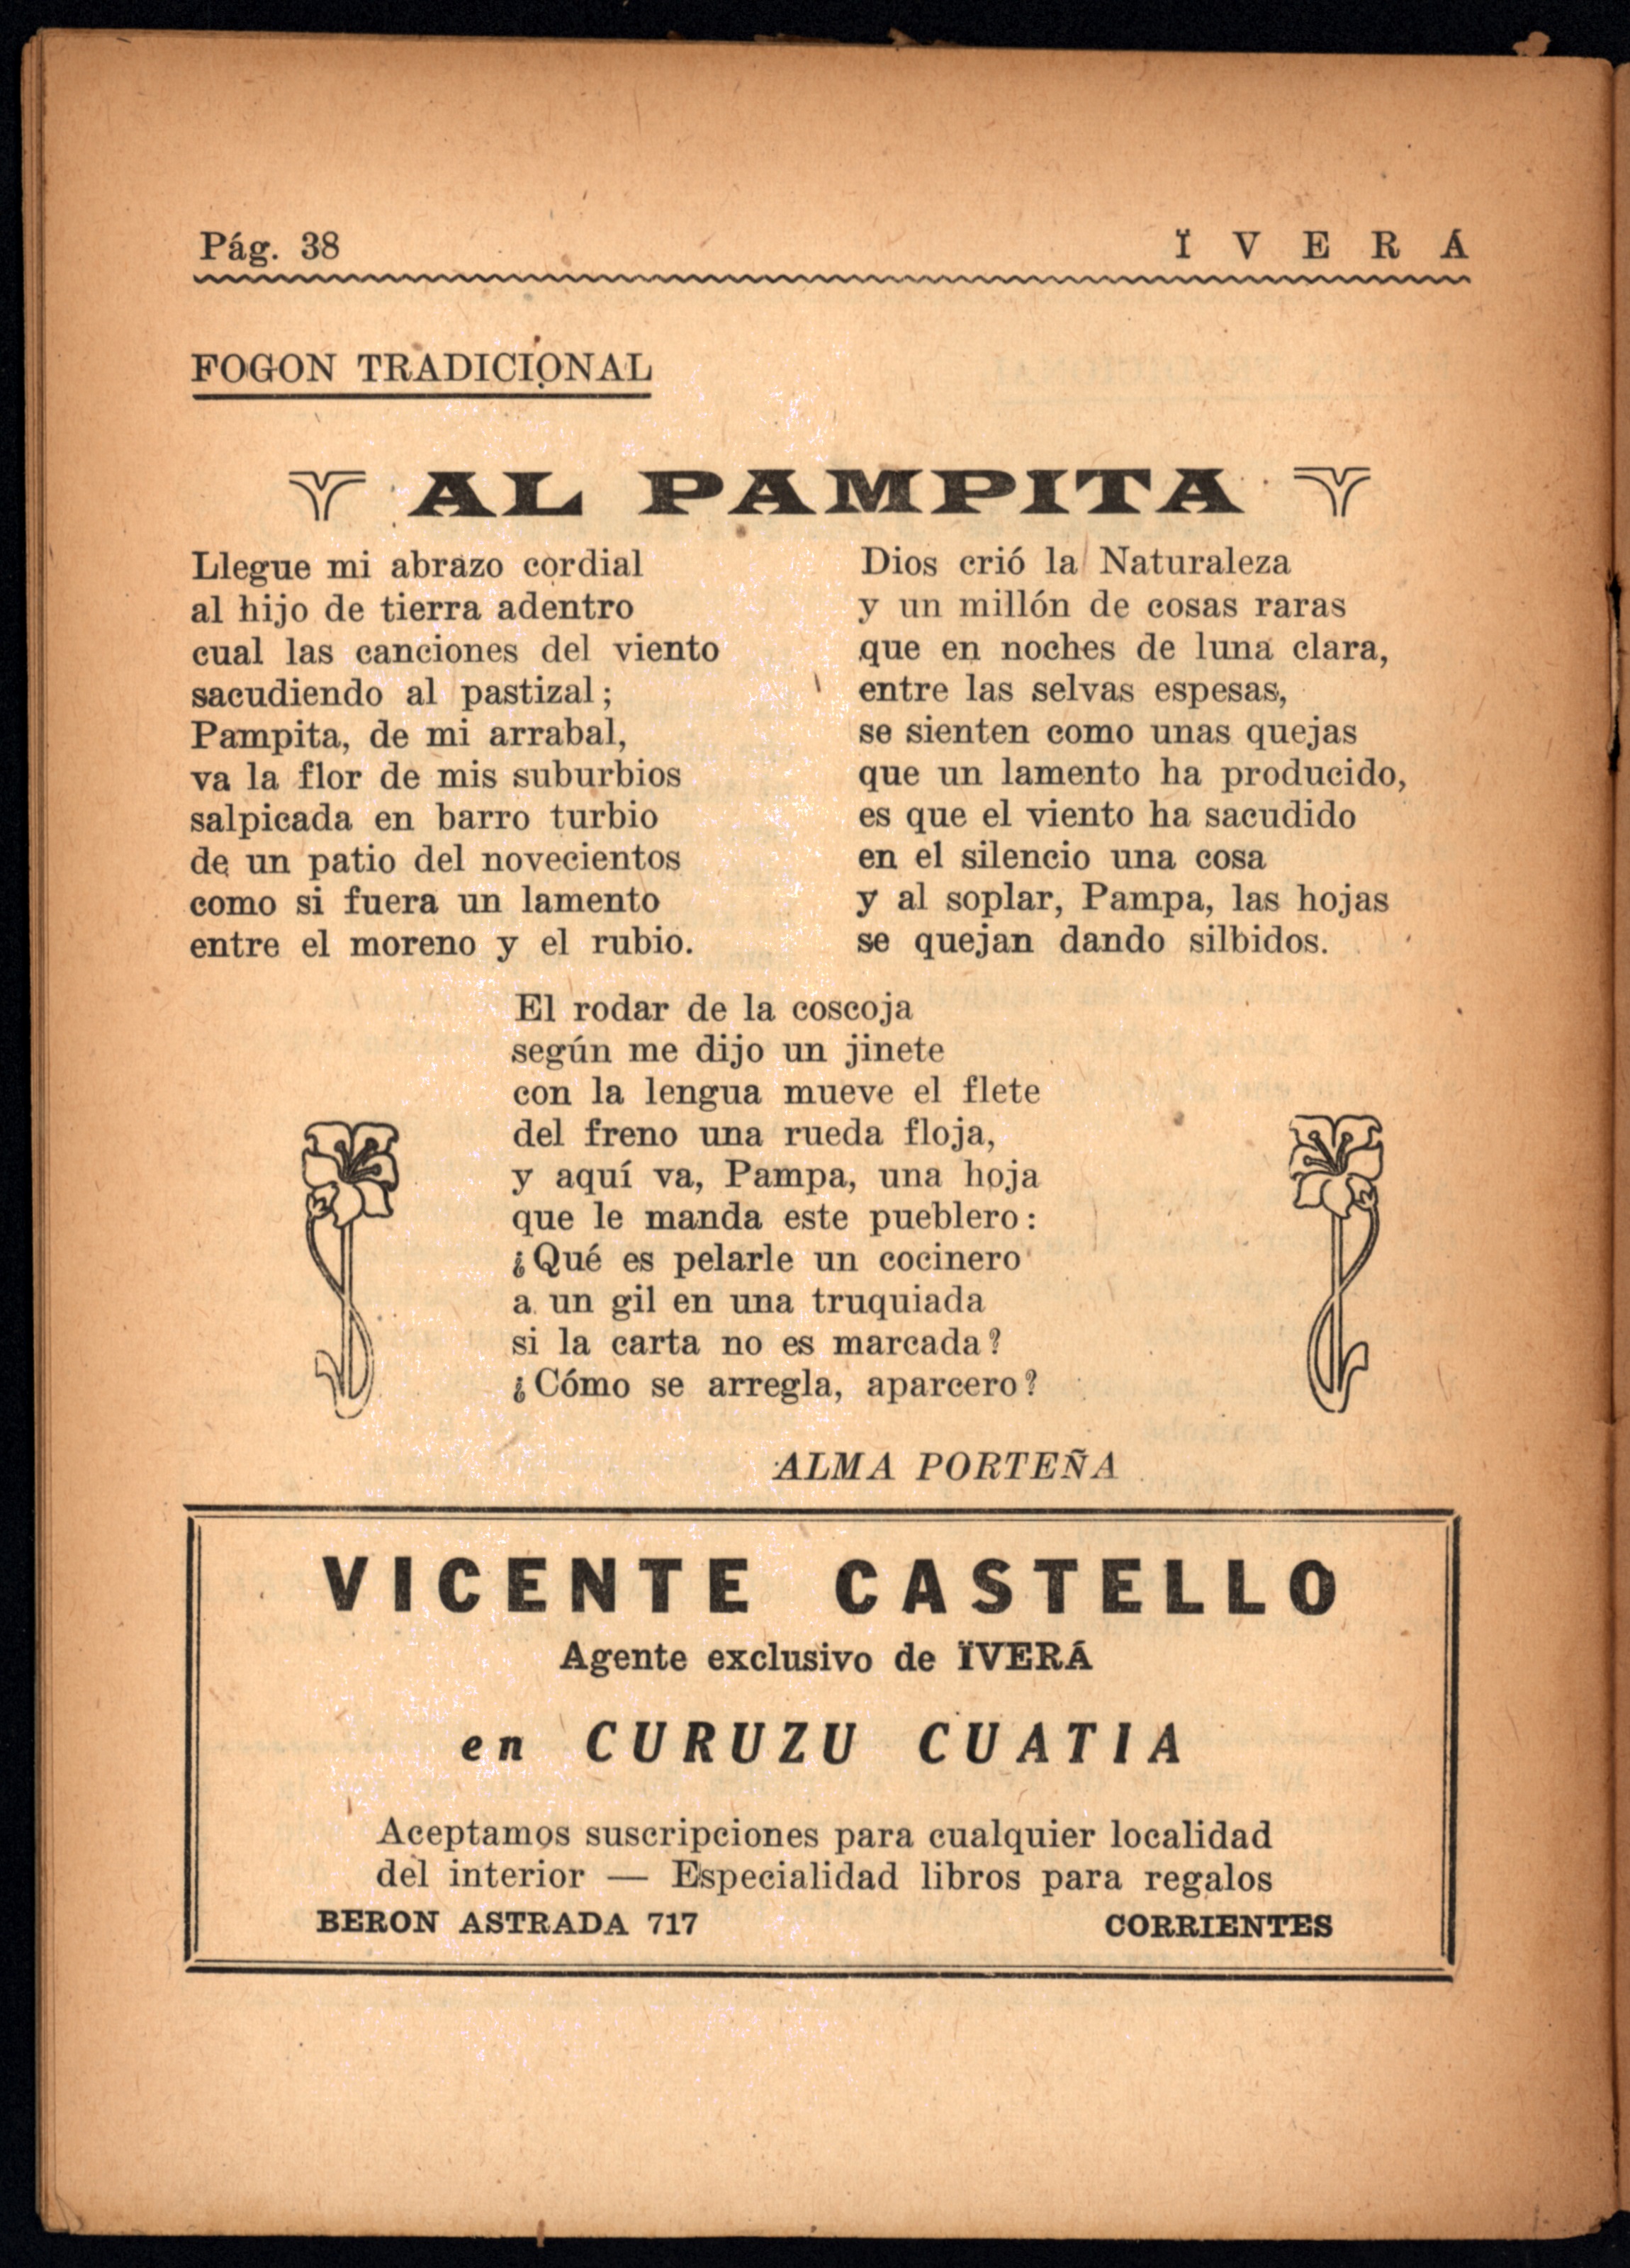 Pág. 38
Ï V E R Á
FOGON TRADICIONAL
AL PAMPITA
Llegue mi abrazo cordial
al hijo de tierra adentro
cual las canciones del viento
sacudiendo al pastizal;
Pampita, de mi arrabal,
va la flor de mis suburbios
salpicada en barro turbio
de un patio del novecientos
como si fuera un lamento
entre el moreno y el rubio.
Dios crió la Naturaleza
y un millón de cosas raras
que en noches de luna clara,
entre las selvas espesas,
se sienten como unas quejas
que un lamento ha producido,
es que el viento ha sacudido
en el silencio una cosa
y al soplar, Pampa, las hojas
se quejan dando silbidos.
El rodar de la coscoja
según me dijo un jinete
con la lengua mueve el flete
del freno una rueda floja,
y aquí va, Pampa, una hoja
que le manda este pueblero:
¿Qué es pelarle un cocinero
a un gil en una truquiada
si la carta no es marcada?
¿Cómo se arregla, aparcero?
ALMA PORTEÑA
VICENTE CASTELLO
Agente exclusivo de ÏVERÁ
en CURUZU CUATIA
Aceptamos suscripciones para cualquier localidad
del interior — Especialidad libros para regalos
BERON ASTRADA 717
CORRIENTES